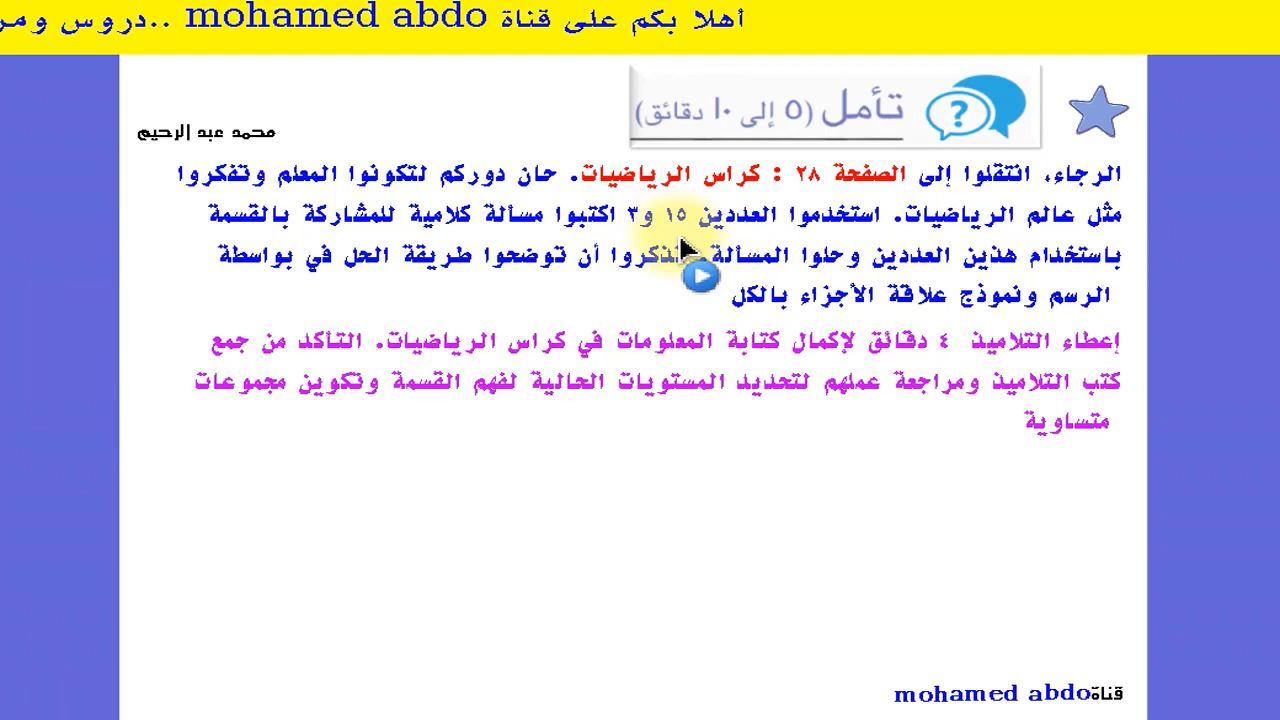 أهلا بكم على قناة mohamed abdo ..دروس ومر
تأمل (٥ إلى ١٠ دقائق)
محمد عبد الرحيم
الرجاء، انتقلوا إلى الصفحة ٢٨ : كراس الرياضيات. حان دوركم لتكونوا المعلم وتفكروا
مثل عالم الرياضيات. استخدموا العددين ١٥ و٣ اكتبوا مسألة كلامية للمشاركة بالقسمة
باستخدام هذين العددين وحلوا المسألة يتذكروا أن توضحوا طريقة الحل في بواسطة
الرسم ونموذج علاقة الأجزاء بالكل
إعطاء التلاميذ ٤ دقائق لإكمال كتابة المعلومات في كراس الرياضيات. التأكد من جمع
كتب التلاميذ ومراجعة عملهم لتحديد المستويات الحالية لفهم القسمة وتكوين مجموعات
متساوية
قناة mohamed abdo